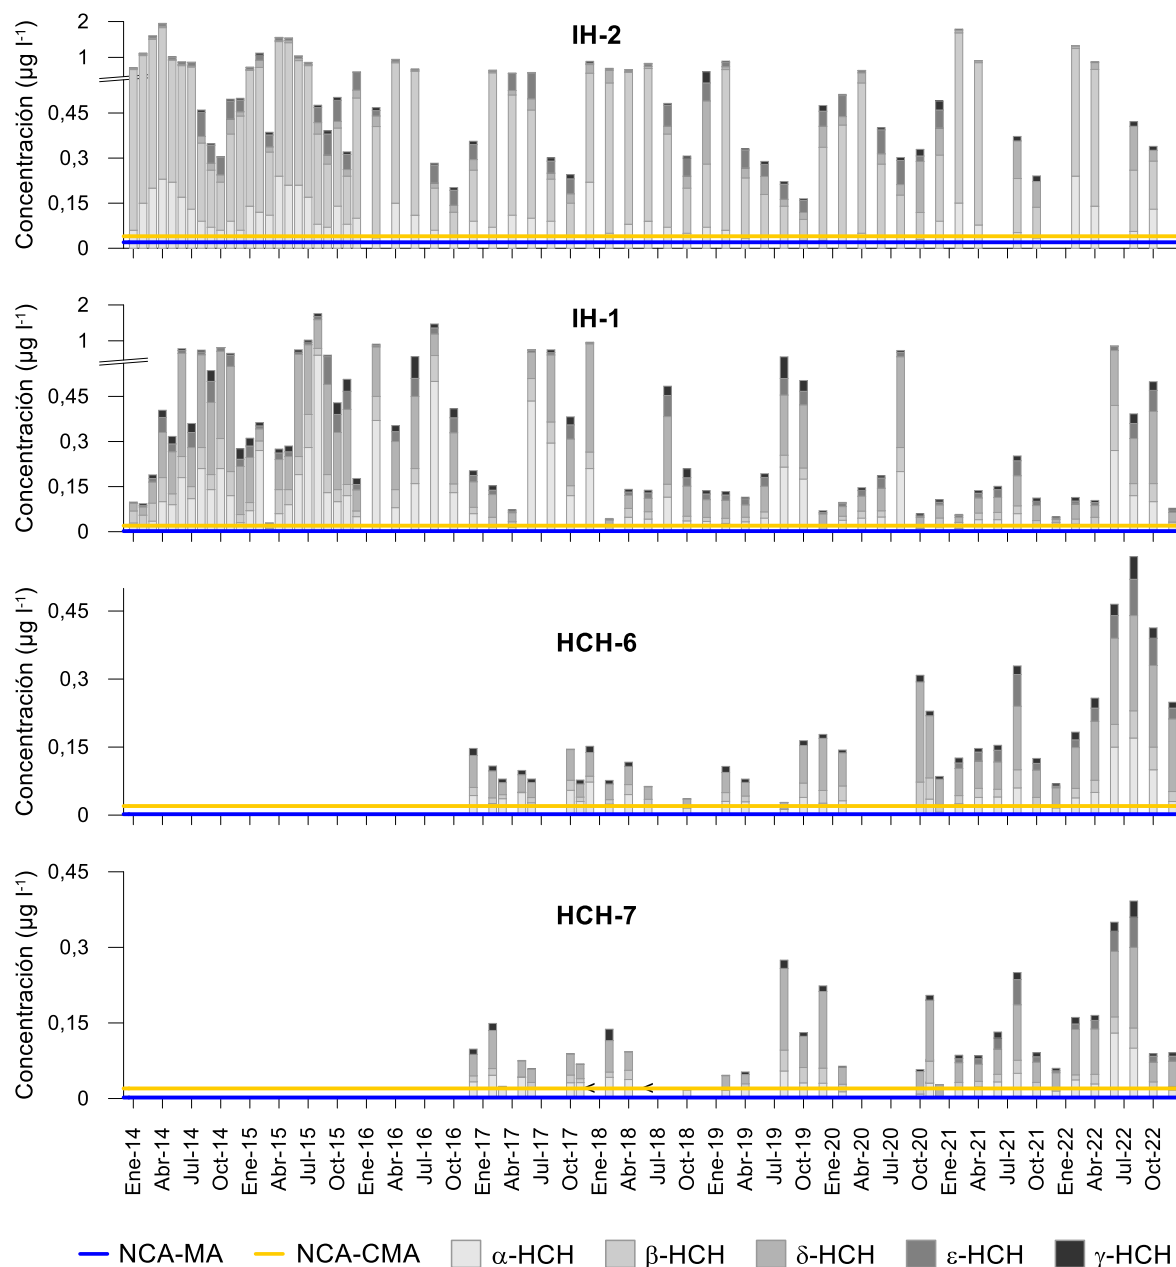 IH-2
Concentración (µg l-1)
2
1
0,45
0,3
0,15
0
IH-1
Concentración (µg l-1)
2
1
0,45
0,3
0,15
0
HCH-6
Concentración (µg l-1)
0,45
0,3
0,15
0
HCH-7
Concentración (µg l-1)
0,45
0,3
0,15
0
< <
Ene-14 Abr-14 Jul-14 Oct-14 Ene-15 Abr-15 Jul-15 Oct-15 Ene-16 Abr-16 Jul-16 Oct-16 Ene-17 Abr-17 Jul-17 Oct-17 Ene-18 Abr-18 Jul-18 Oct-18 Ene-19 Abr-19 Jul-19 Oct-19 Ene-20 Abr-20 Jul-20 Oct-20 Ene-21 Abr-21 Jul-21 Oct-21 Ene-22 Abr-22 Jul-22 Oct-22
NCA-MA NCA-CMA α-HCH β-HCH δ-HCH ε-HCH γ-HCH